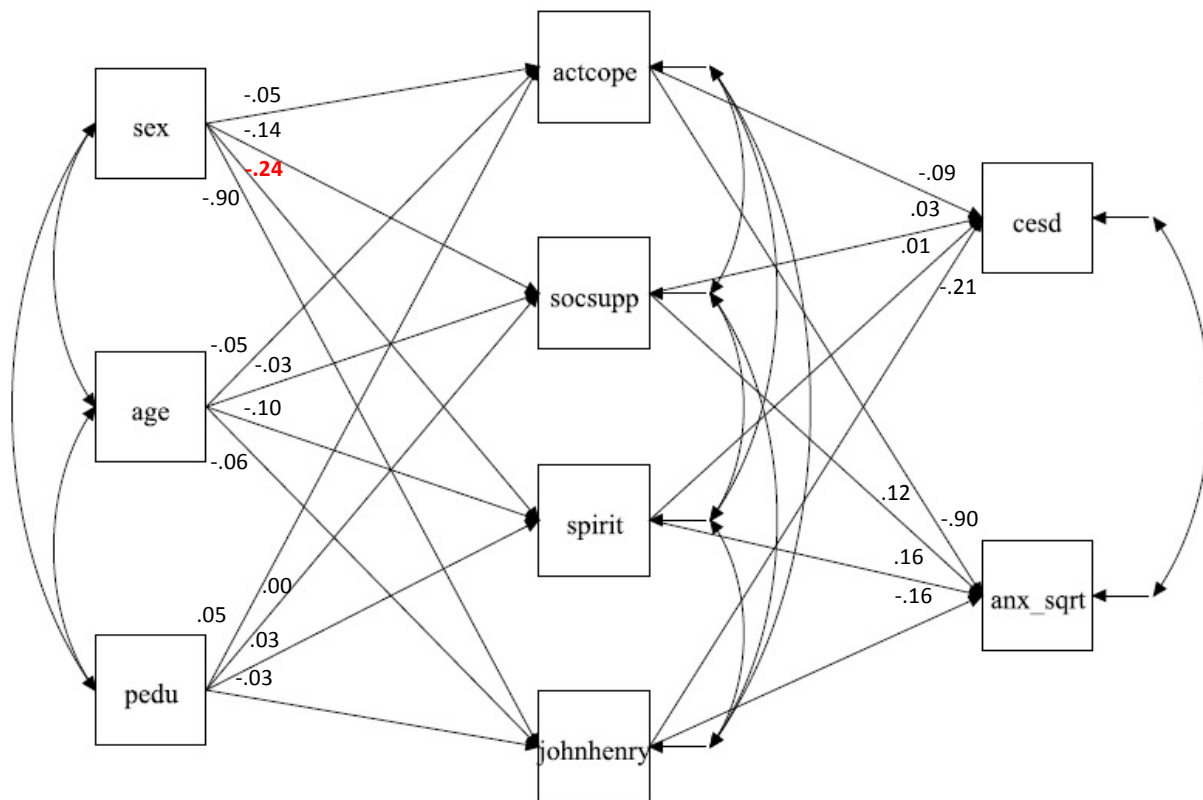 actcope
sex
-.05
-.14
-.24
-.90
-.09
.03
.01
-.21
cesd
socsupp
-.05
-.03
-.10
-.06
age
.12
-.90
.16
-.16
spirit
anx_sqrt
.00
.05
.03
-.03
pedu
johnhenry